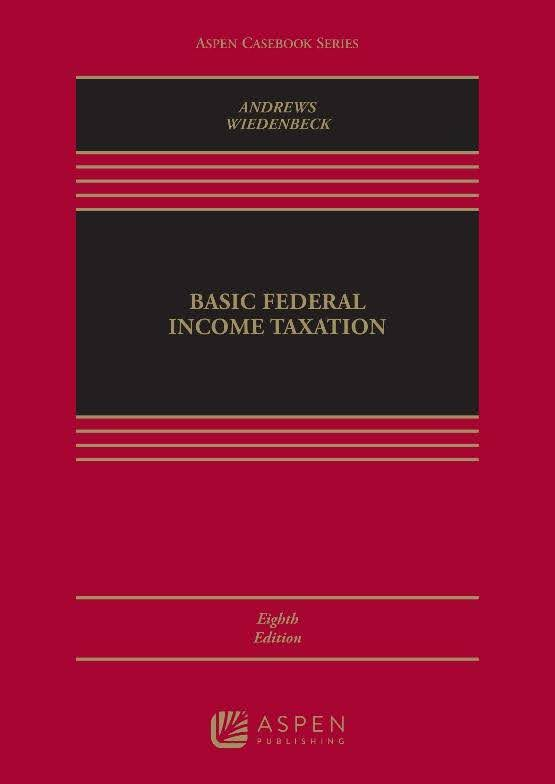 ASPEN CASEBOOK SERIES
ANDREWS
WIEDENBECK
BASIC FEDERAL
INCOME TAXATION
Eighth
Edition
ASPEN
PUBLISHING